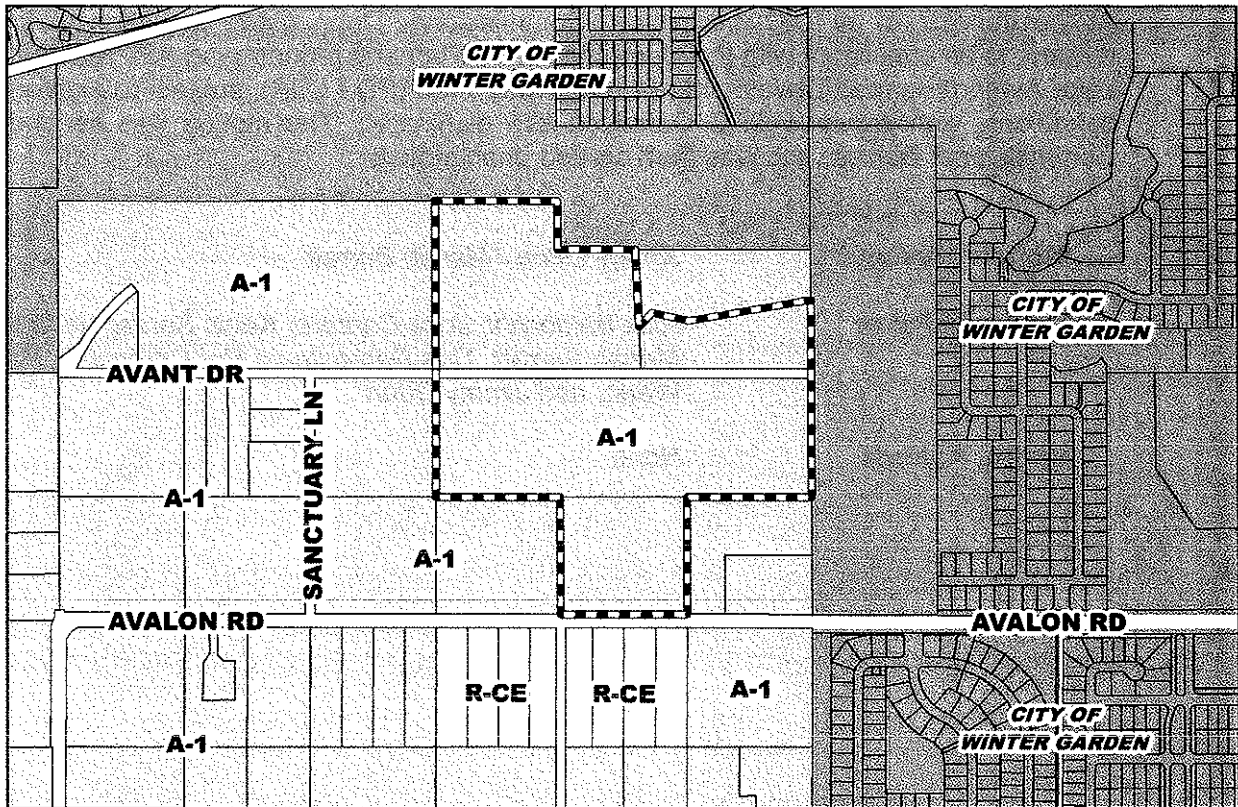 CITY OF
WINTER GARDEN
A-1
CITY OF
WINTER GARDEN
AVANT DR
A-1
SANCTUARY LN
A-1
A-1
AVALON RD
AVALON RD
R-CE
R-CE
A-1
CITY OF
WINTER GARDEN
A-1